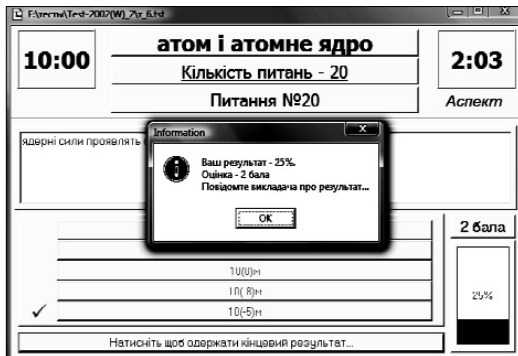 E:\тести\Test-2002(W)_2\т_6.tst
10:00
атом і атомне ядро
Кількість питань - 20
Питання №20
2:03
Аспект
ядерні сили проявлять
Information
Ваш результат - 25%.
Оцінка - 2 бала
Повідомте викладача про результат...
OK
2 бала
10(0)м
10(-8)м
10(-5)м
25%
Натисніть щоб одержати кінцевий результат...